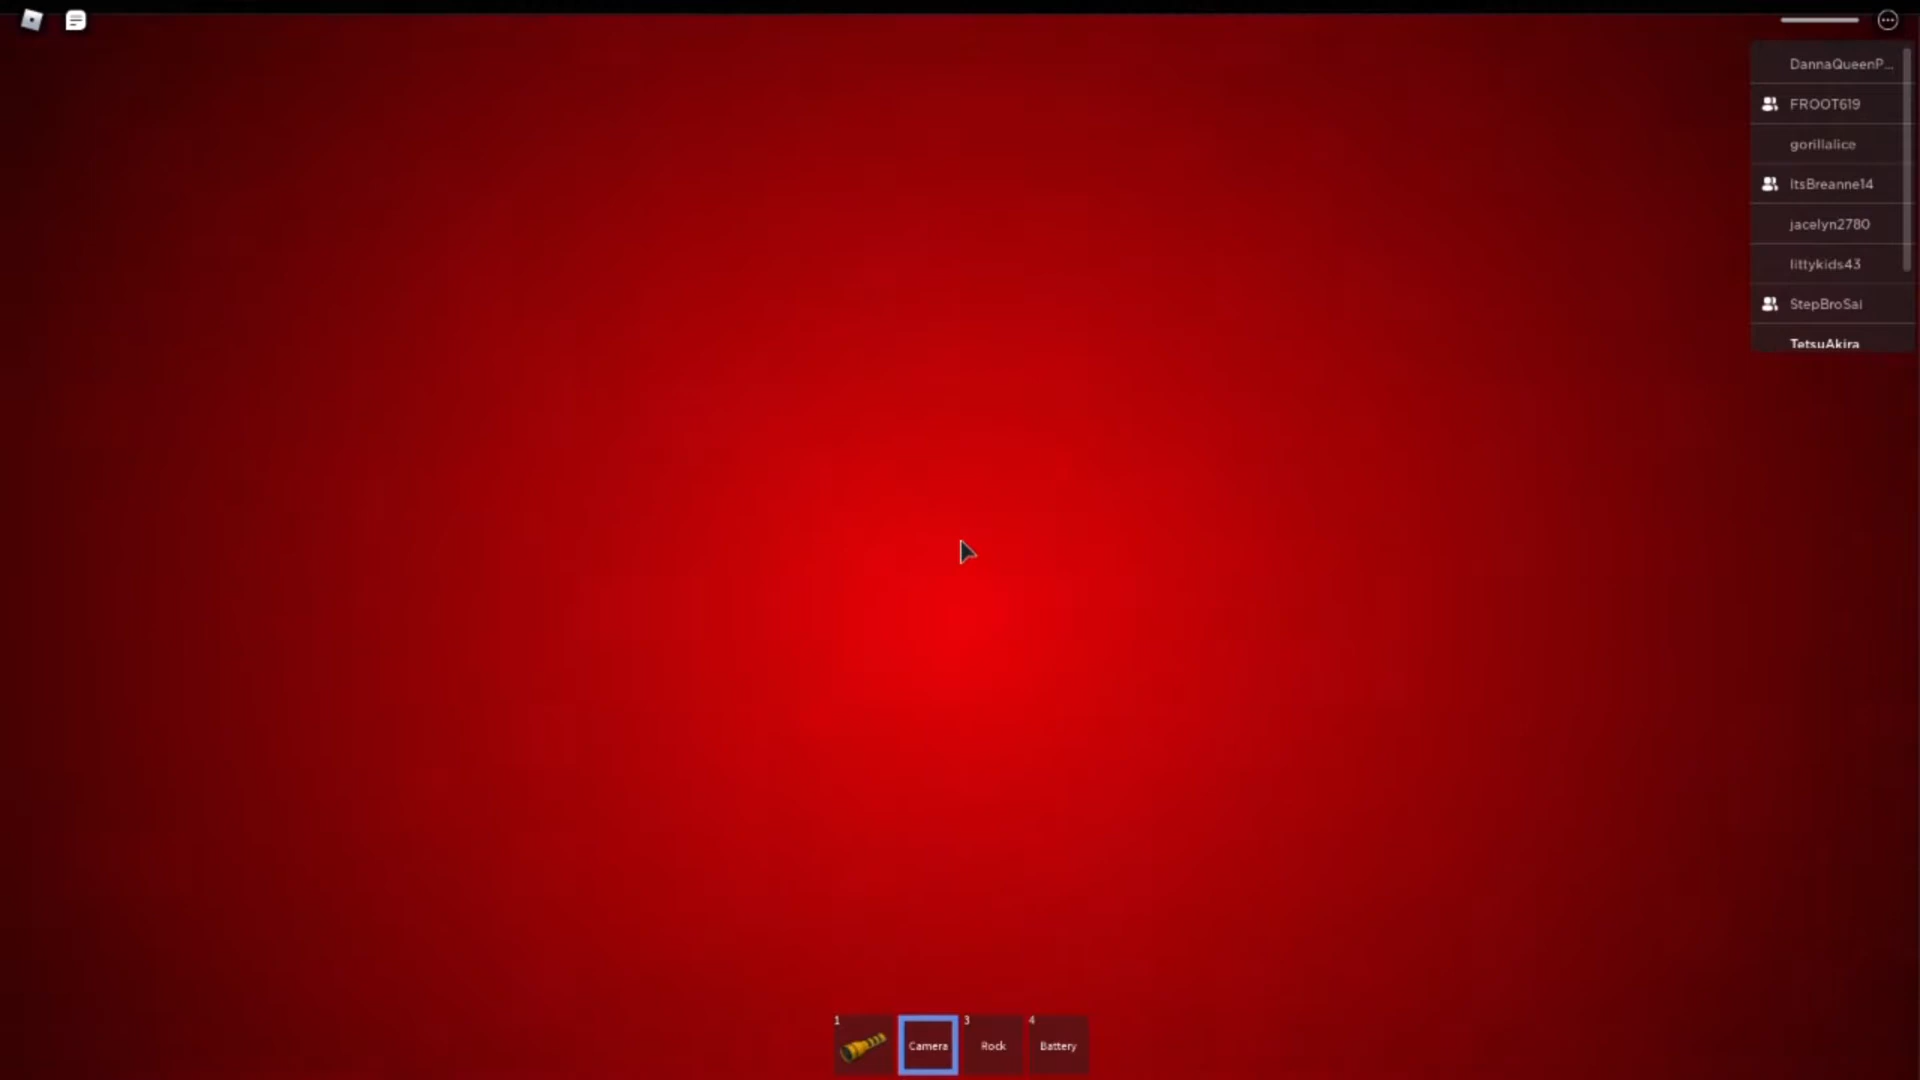 DannaQueenP...
FROOT619
gorillalice
ItsBreanne14
jacelyn2780
littykids43
StepBroSai
TetsuAkira
1
Camera
3
Rock
4
Battery